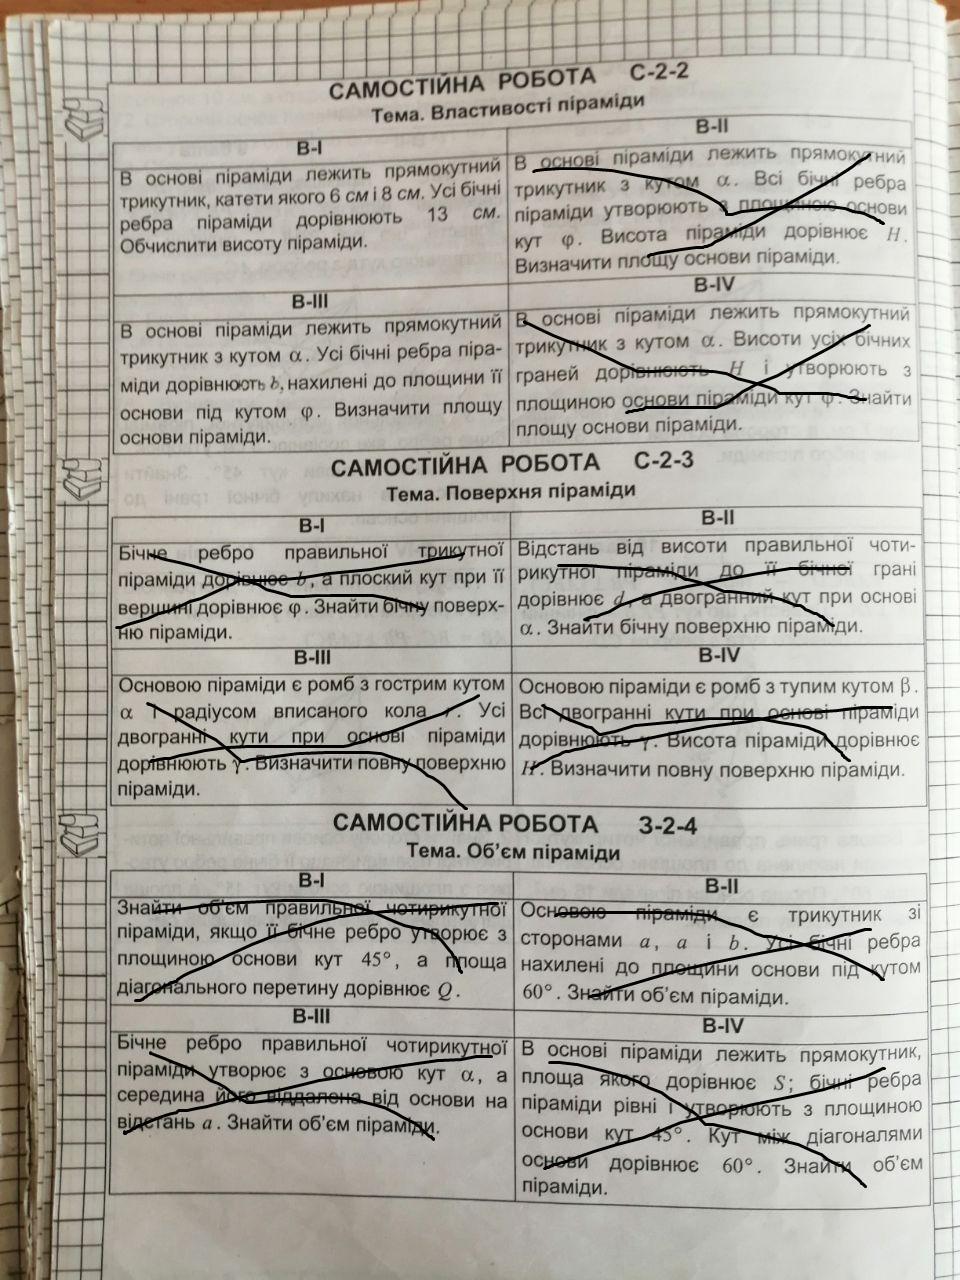 САМОСТІЙНА РОБОТА С-2-2
Тема. Властивості піраміди
В-І
В основі піраміди лежить прямокутний
трикутник, катети якого 6 см і 8 см. Усі бічні
ребра піраміди дорівнюють 13 см.
Обчислити висоту піраміди.
В-ІІ
В основі піраміди лежить прямокутний
трикутник з кутом α. Всі бічні ребра
піраміди утворюють з площиною основи
кут φ. Висота піраміди дорівнює H.
Визначити площу основи піраміди.
В-ІІІ
В основі піраміди лежить прямокутний
трикутник з кутом α. Усі бічні ребра піра-
міди дорівнюють b, нахилені до площини її
основи під кутом φ. Визначити площу
основи піраміди.
В-IV
В основі піраміди лежить прямокутний
трикутник з кутом α. Висоти усіх бічних
граней дорівнюють H і утворюють з
площиною основи піраміди кут φ. Знайти
площу основи піраміди.
САМОСТІЙНА РОБОТА С-2-3
Тема. Поверхня піраміди
В-І
Бічне ребро правильної трикутної
піраміди дорівнює b, а плоский кут при її
вершині дорівнює φ. Знайти бічну поверх-
ню піраміди.
В-ІІ
Відстань від висоти правильної чоти-
рикутної піраміди до її бічної грані
дорівнює d, а двогранний кут при основі
α. Знайти бічну поверхню піраміди.
В-ІІІ
Основою піраміди є ромб з гострим кутом
α і радіусом вписаного кола r. Усі
двогранні кути при основі піраміди
дорівнюють γ. Визначити повну поверхню
піраміди.
В-IV
Основою піраміди є ромб з тупим кутом β.
Всі двогранні кути при основі піраміди
дорівнюють γ. Висота піраміди дорівнює
H. Визначити повну поверхню піраміди.
САМОСТІЙНА РОБОТА З-2-4
Тема. Об'єм піраміди
В-І
Знайти об'єм правильної чотирикутної
піраміди, якщо її бічне ребро утворює з
площиною основи кут 45°, а площа
діагонального перетину дорівнює Q.
В-ІІ
Основою піраміди є трикутник зі
сторонами a, a і b. Усі бічні ребра
нахилені до площини основи під кутом
60°. Знайти об'єм піраміди.
В-ІІІ
Бічне ребро правильної чотирикутної
піраміди утворює з основою кут α, а
середина його віддалена від основи на
відстань a. Знайти об'єм піраміди.
В-IV
В основі піраміди лежить прямокутник,
площа якого дорівнює S; бічні ребра
піраміди рівні і утворюють з площиною
основи кут 45°. Кут між діагоналями
основи дорівнює 60°. Знайти об'єм
піраміди.